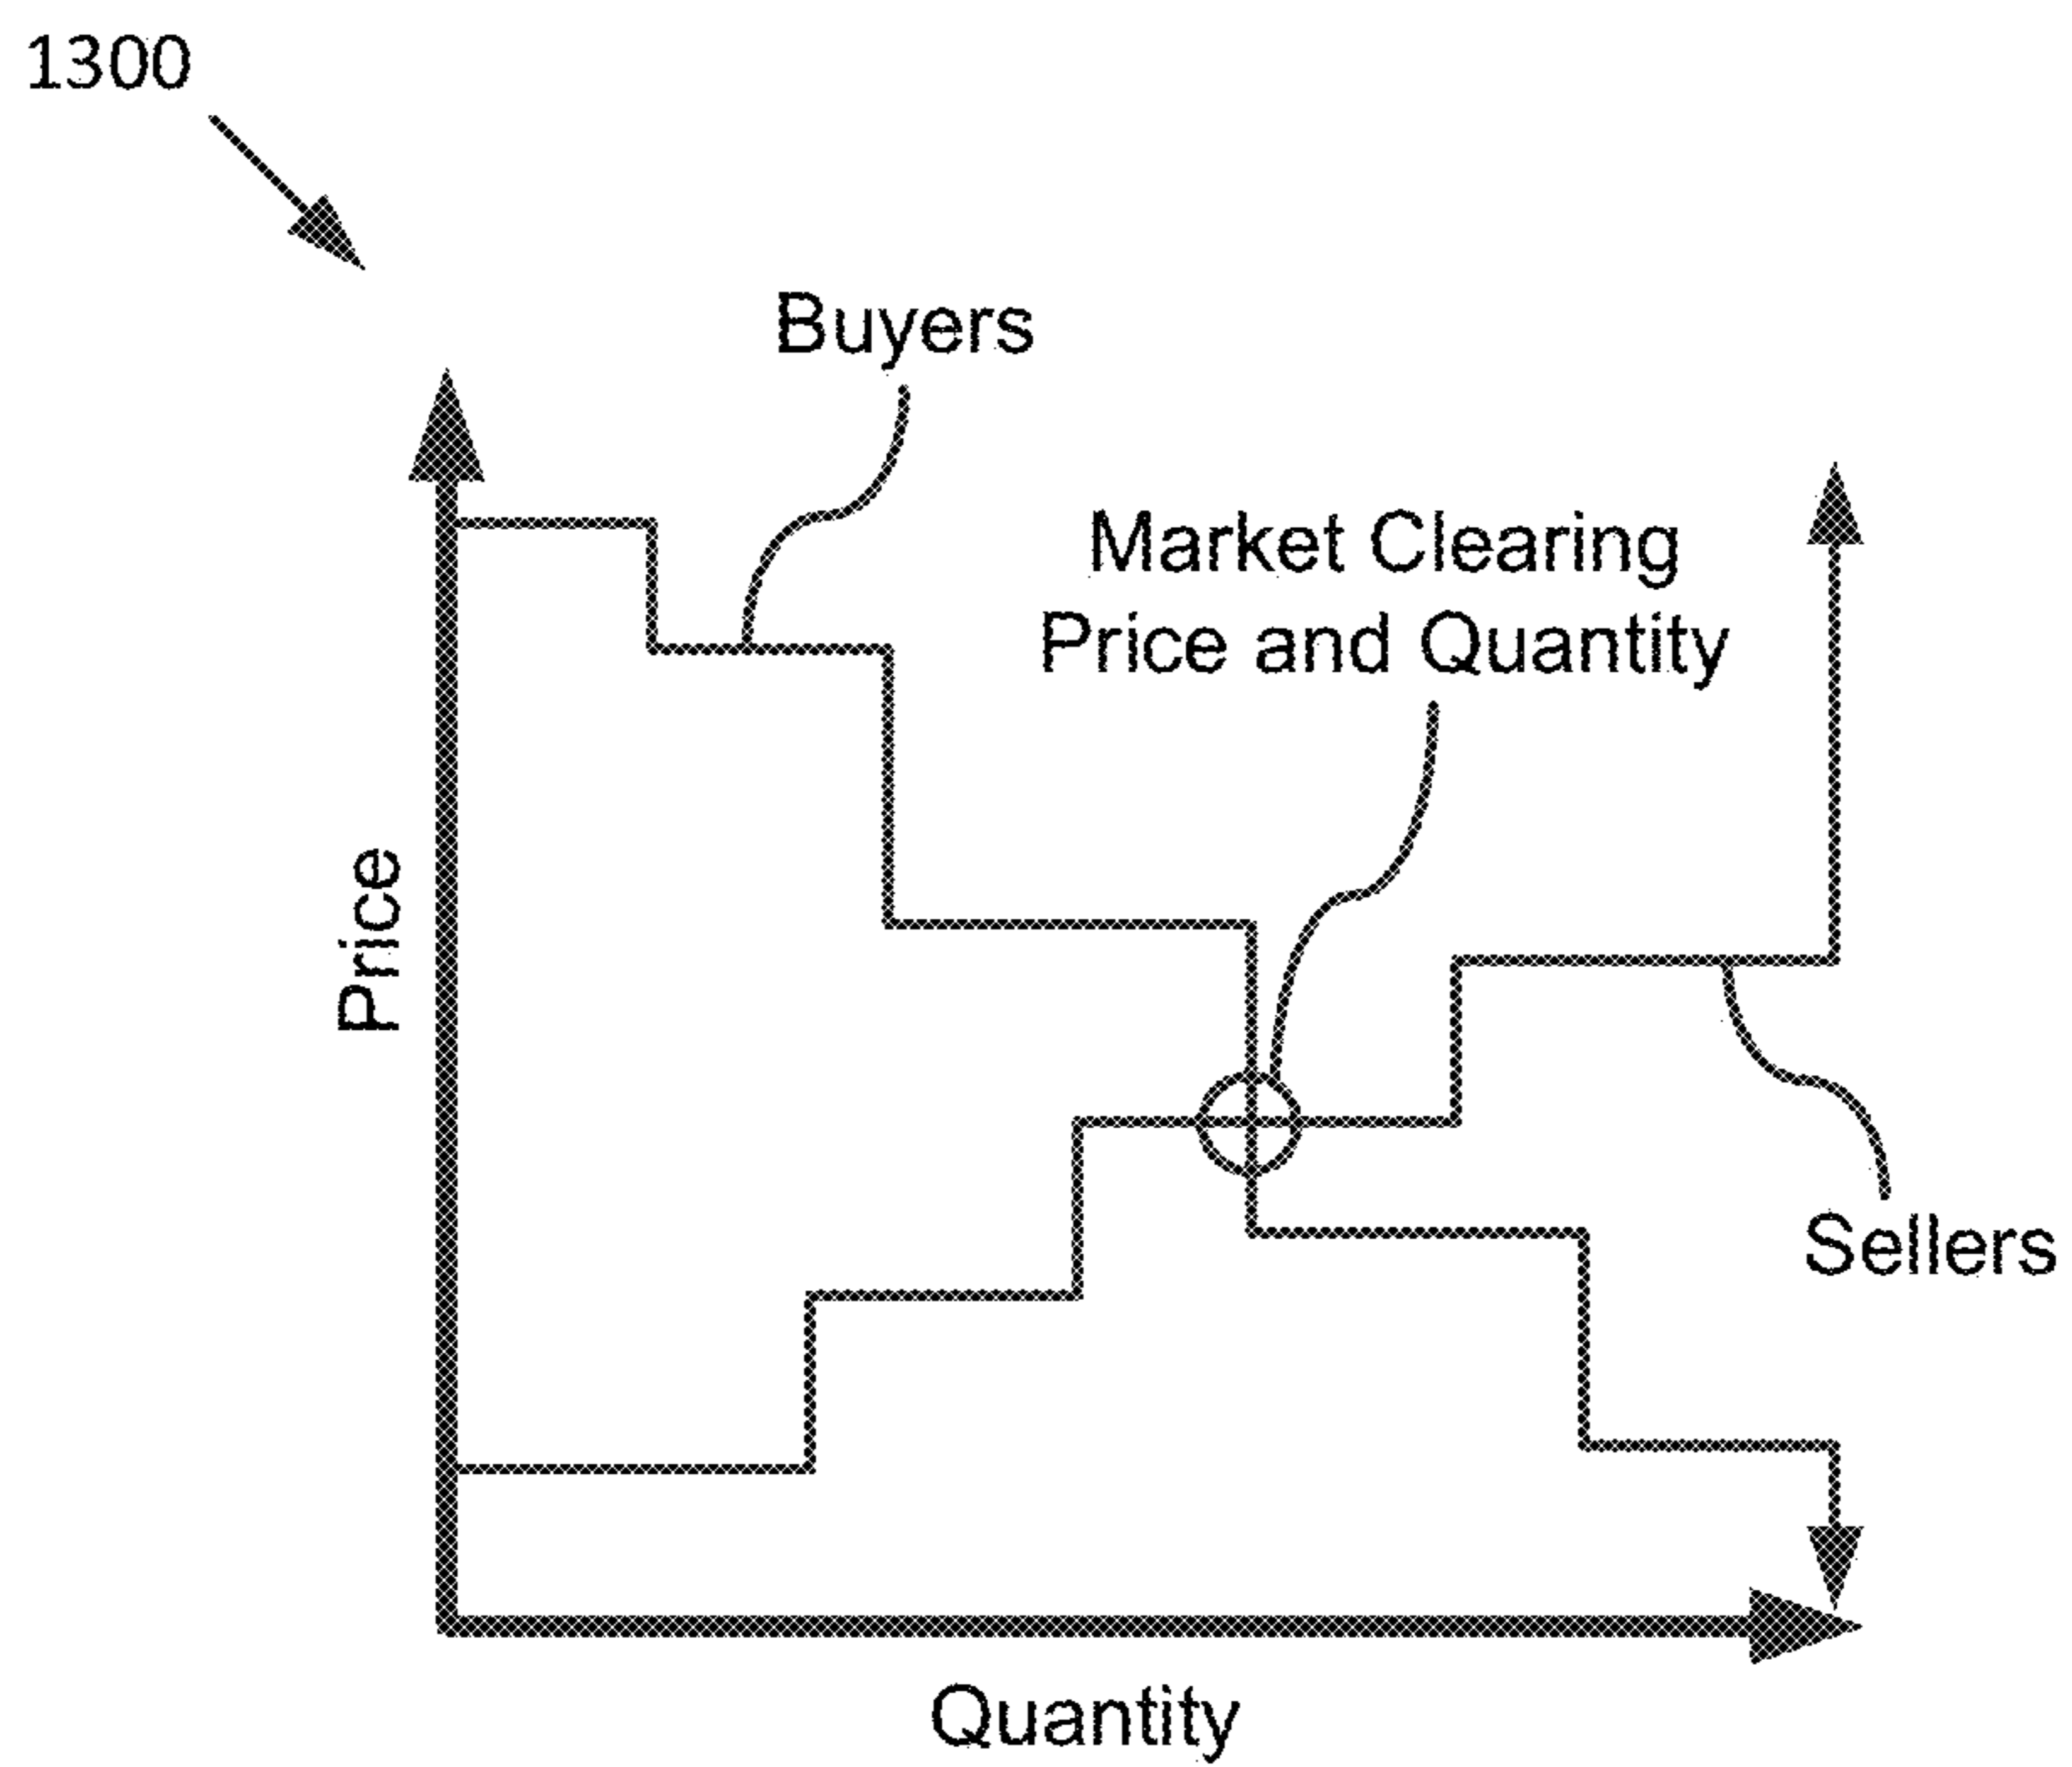 1300
Buyers
Market Clearing
Price and Quantity
Price
Sellers
Quantity